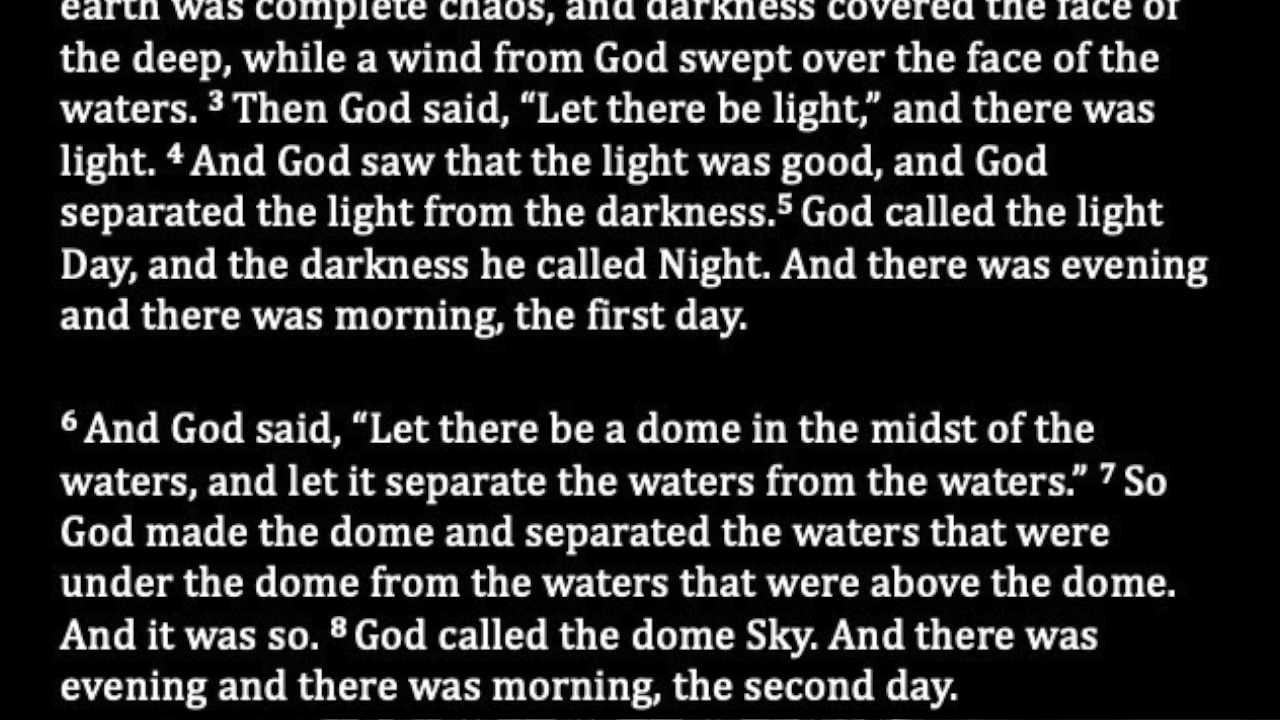 earth was complete chaos, and darkness covered the face of
the deep, while a wind from God swept over the face of the
waters. ³ Then God said, “Let there be light,” and there was
light. ⁴ And God saw that the light was good, and God
separated the light from the darkness.⁵ God called the light
Day, and the darkness he called Night. And there was evening
and there was morning, the first day.
⁶ And God said, “Let there be a dome in the midst of the
waters, and let it separate the waters from the waters.” ⁷ So
God made the dome and separated the waters that were
under the dome from the waters that were above the dome.
And it was so. ⁸ God called the dome Sky. And there was
evening and there was morning, the second day.